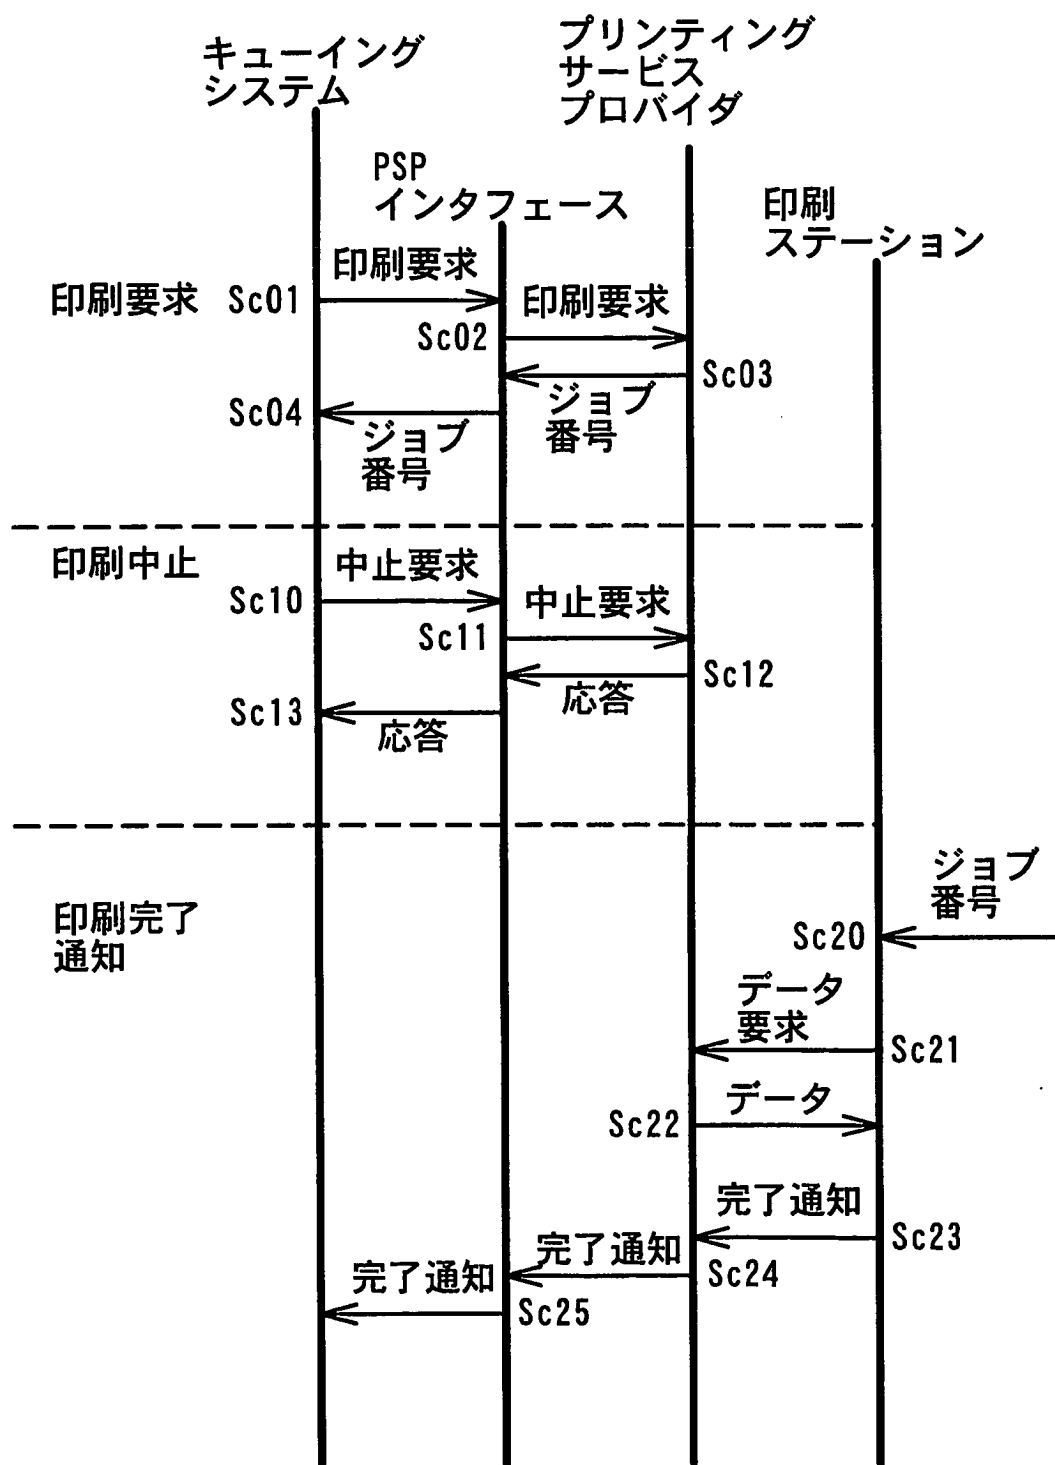 キューイング
システム
プリンティング
サービス
プロバイダ
PSP
インタフェース
印刷
ステーション
印刷要求
印刷要求 Sc01
印刷要求
Sc02
Sc03
ジョブ
番号
Sc04
ジョブ
番号
印刷中止
中止要求
Sc10
中止要求
Sc11
Sc12
応答
Sc13
応答
ジョブ
番号
印刷完了
通知
Sc20
データ
要求
Sc21
データ
Sc22
完了通知
Sc23
完了通知
Sc24
完了通知
Sc25